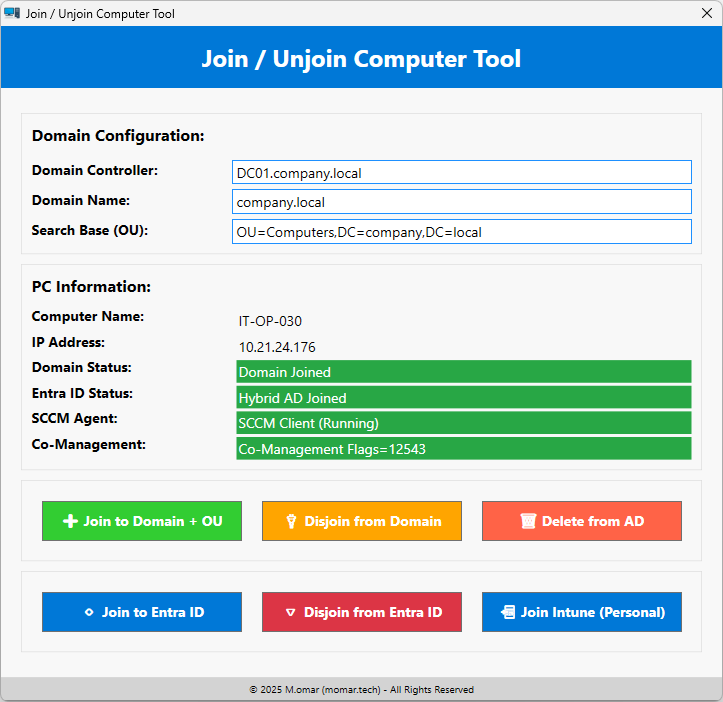 Join / Unjoin Computer Tool
Join / Unjoin Computer Tool
Domain Configuration:
Domain Controller: DC01.company.local
Domain Name: company.local
Search Base (OU): OU=Computers,DC=company,DC=local
PC Information:
Computer Name: IT-OP-030
IP Address: 10.21.24.176
Domain Status: Domain Joined
Entra ID Status: Hybrid AD Joined
SCCM Agent: SCCM Client (Running)
Co-Management: Co-Management Flags=12543
Join to Domain + OU Disjoin from Domain Delete from AD
Join to Entra ID Disjoin from Entra ID Join Intune (Personal)
© 2025 M.omar (momar.tech) - All Rights Reserved